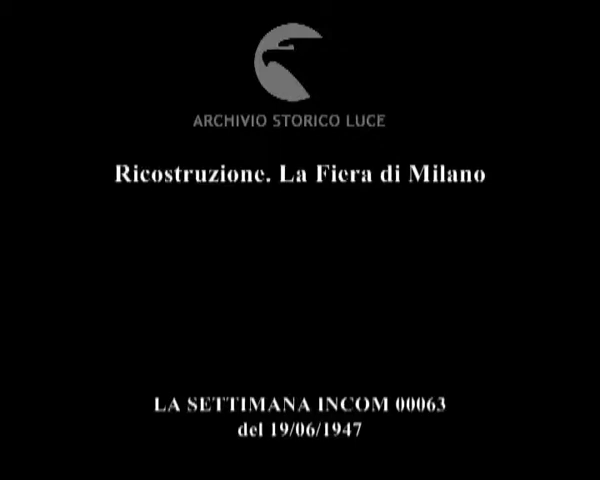 ARCHIVIO STORICO LUCE
Ricostruzione. La Fiera di Milano
LA SETTIMANA INCOM 00063
del 19/06/1947